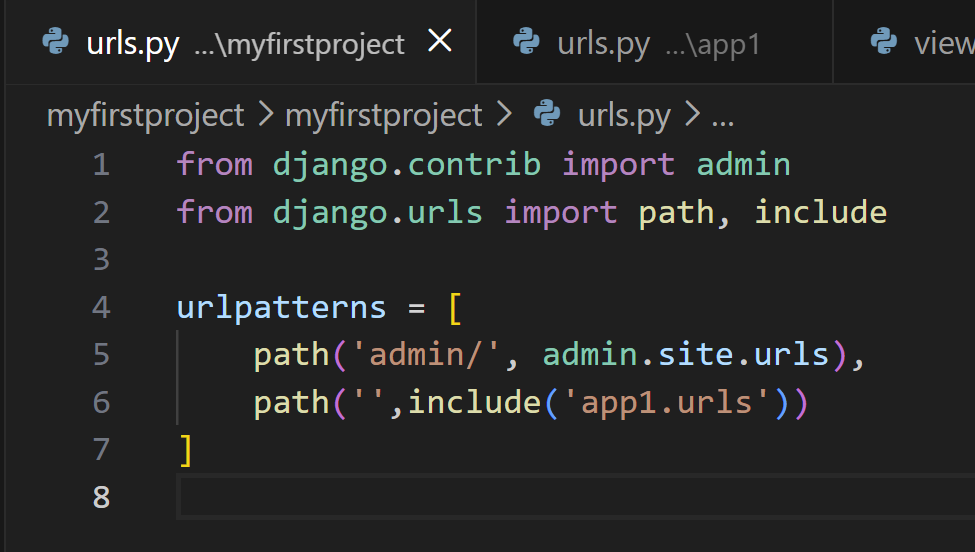 urls.py ...\myfirstproject × urls.py ...\app1
myfirstproject > myfirstproject > urls.py > ...
1 from django.contrib import admin
2 from django.urls import path, include
3
4 urlpatterns = [
5     path('admin/', admin.site.urls),
6     path('',include('app1.urls'))
7 ]
8